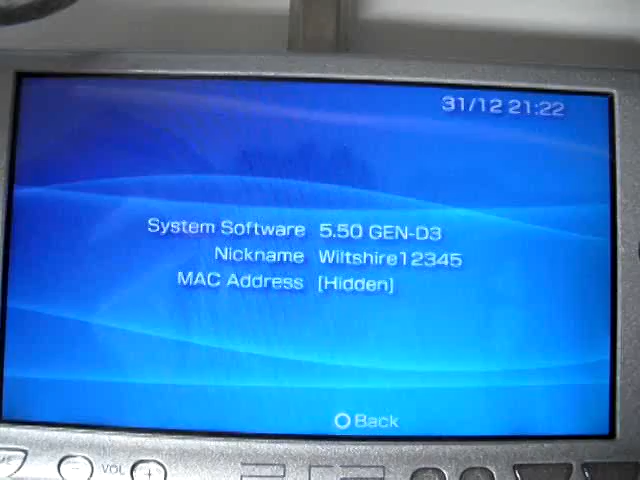 31/12 21:22
System Software 5.50 GEN-D3
Nickname Wiltshire12345
MAC Address [Hidden]
Back
VOL